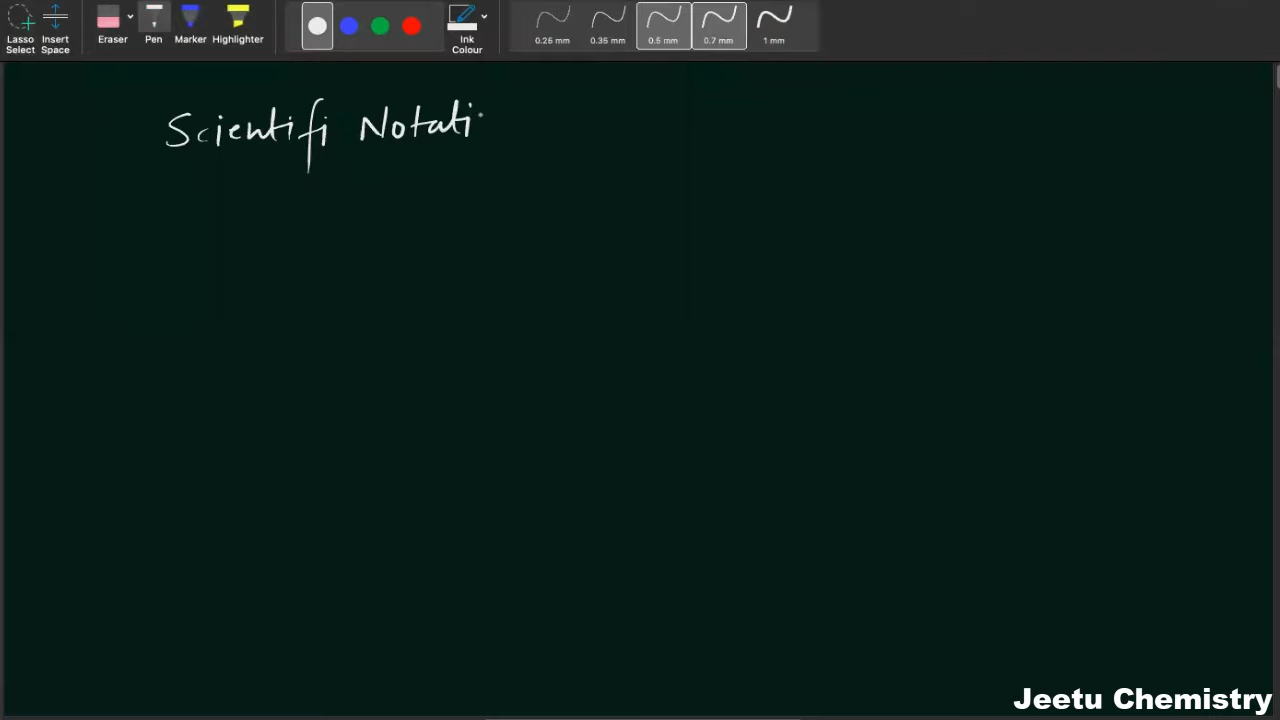 Lasso Select
Insert Space
Eraser
Pen
Marker
Highlighter
Ink Colour
0.25 mm
0.35 mm
0.5 mm
0.7 mm
1 mm
Scientifi Notati
Jeetu Chemistry